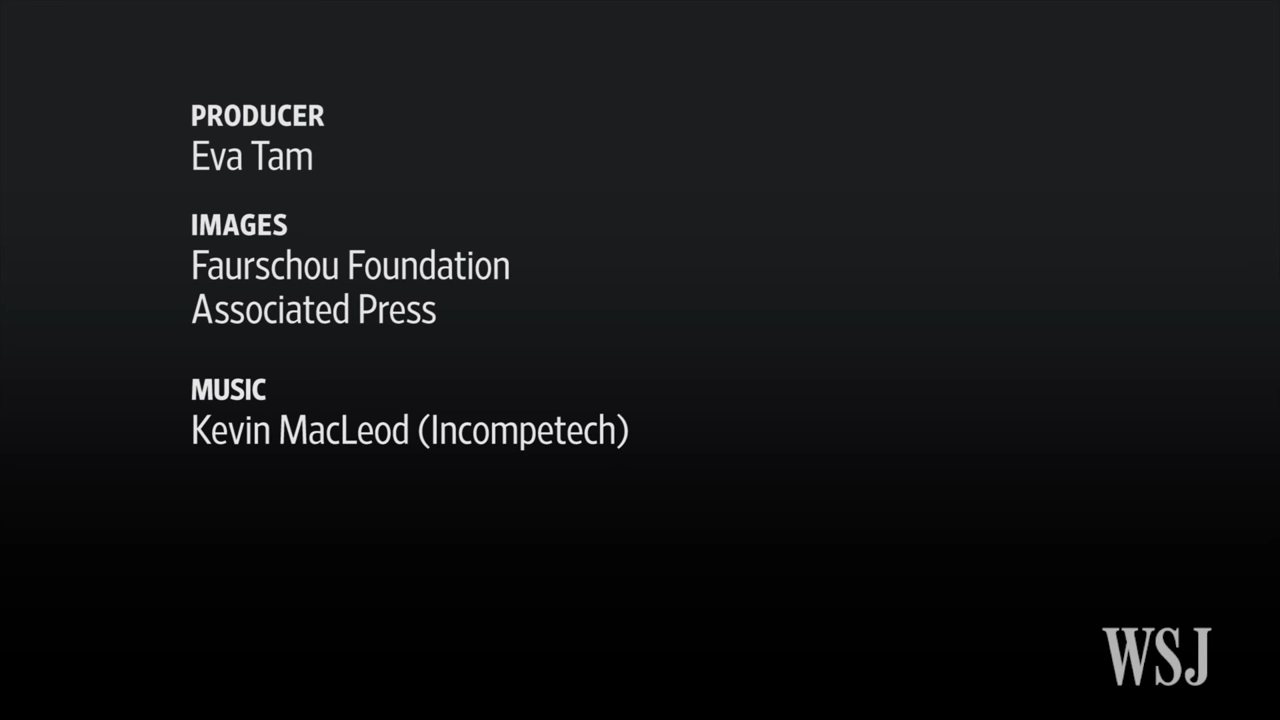 PRODUCER
Eva Tam
IMAGES
Faurschou Foundation
Associated Press
MUSIC
Kevin MacLeod (Incompetech)
WSJ